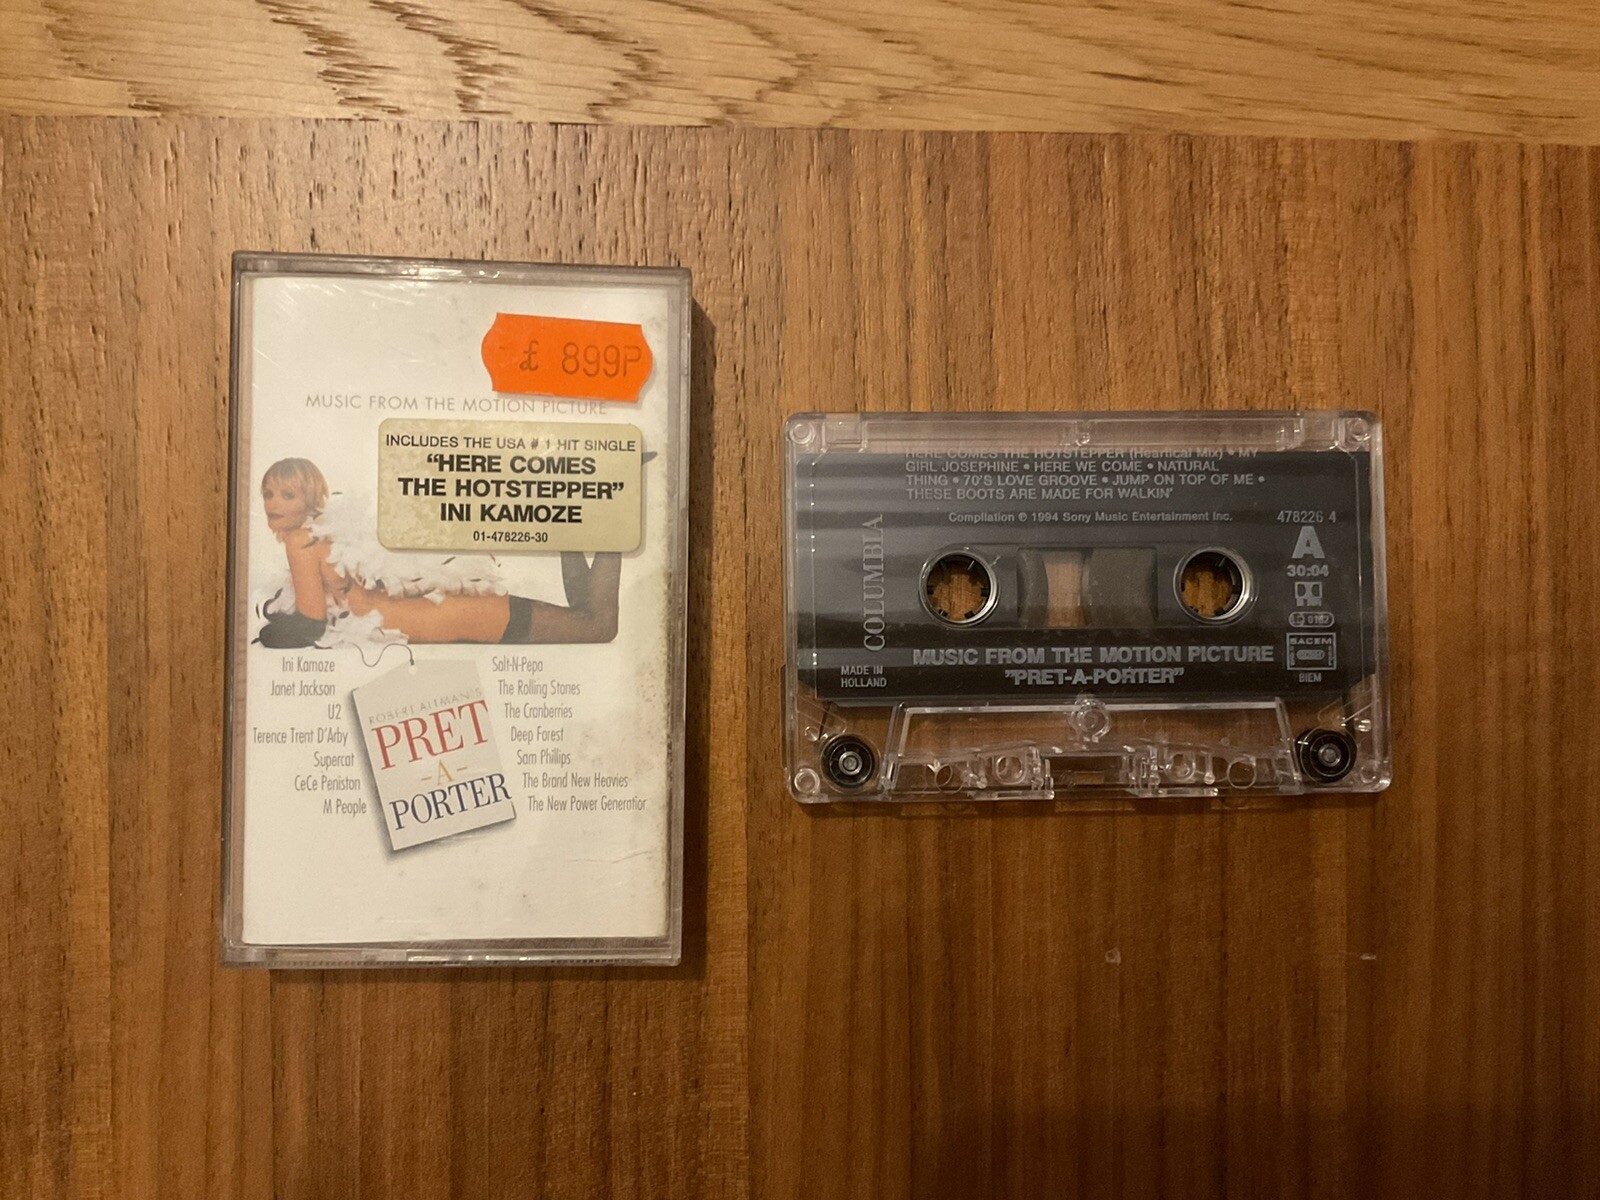 £ 899P
MUSIC FROM THE MOTION PICTURE
INCLUDES THE USA # 1 HIT SINGLE
“HERE COMES
THE HOTSTEPPER”
INI KAMOZE
01-478226-30
Ini Kamoze
Janet Jackson
U2
Terence Trent D'Arby
Supercat
CeCe Peniston
M People
ROBERT ALTMAN'S
PRET
-A-
PORTER
Salt-N-Pepa
The Rolling Stones
The Cranberries
Deep Forest
Sam Phillips
The Brand New Heavies
The New Power Generation
HERE COMES THE HOTSTEPPER (Heartical Mix) • MY
GIRL JOSEPHINE • HERE WE COME • NATURAL
THING • 70'S LOVE GROOVE • JUMP ON TOP OF ME •
THESE BOOTS ARE MADE FOR WALKIN'
Compilation ℗ 1994 Sony Music Entertainment Inc.
478226 4
COLUMBIA
A
30:04
MUSIC FROM THE MOTION PICTURE
"PRET-A-PORTER"
MADE IN
HOLLAND
SACEM
BIEM